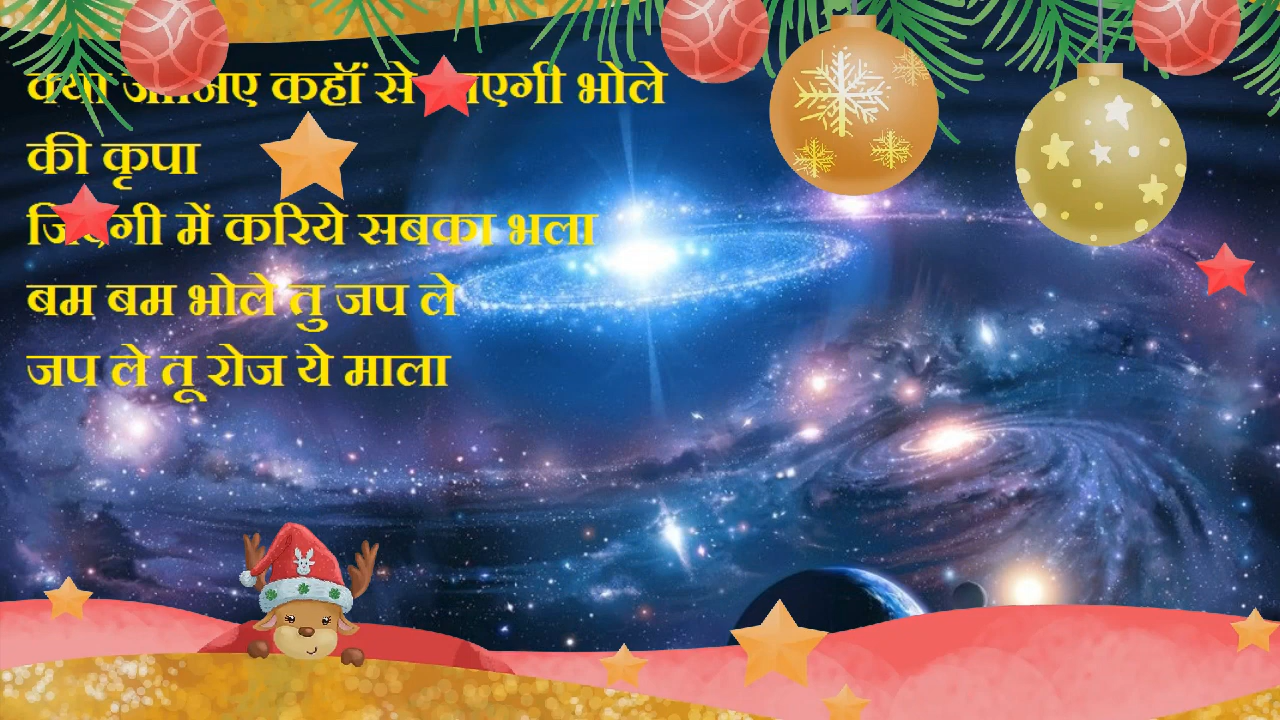 क्या कहाँ से भोले
की कृपा
में करिये सबका भला
बम बम भोले तु जप ले
जप ले तू रोज ये माला